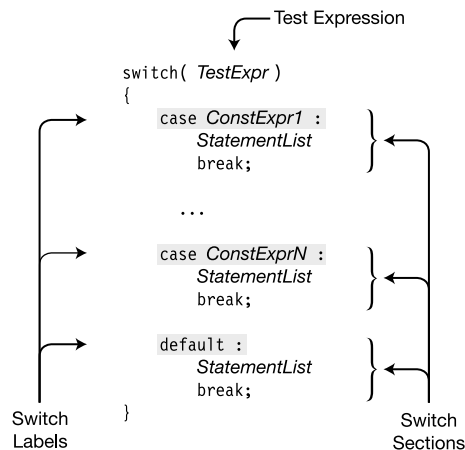 Test Expression
switch( TestExpr )
{
case ConstExpr1 :
StatementList
break;
...
case ConstExprN :
StatementList
break;
default :
StatementList
break;
}
Switch
Labels
Switch
Sections